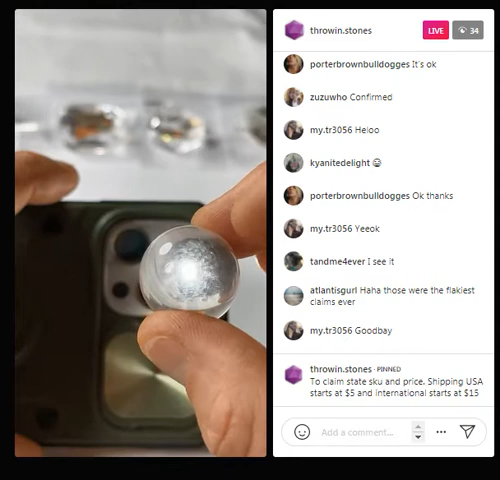 throwin.stones
LIVE
34
porterbrownbulldogges It's ok
zuzuwho Confirmed
my.tr3056 Heloo
kyanitedelight 😂
porterbrownbulldogges Ok thanks
my.tr3056 Yeeok
tandme4ever I see it
atlantisgurl Haha those were the flakiest
claims ever
my.tr3056 Goodbay
throwin.stones · PINNED
To claim state sku and price. Shipping USA
starts at $5 and international starts at $15
Add a comment...